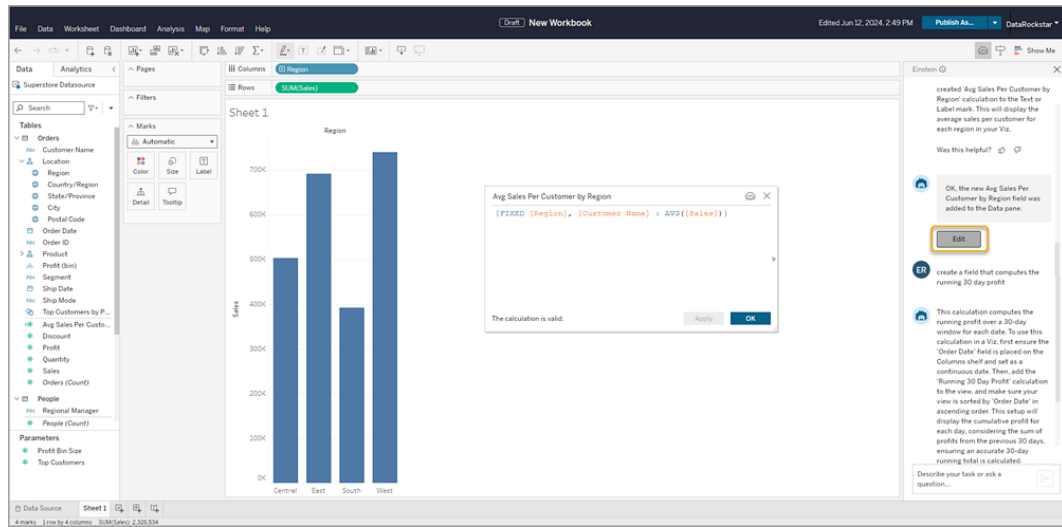 Draft New Workbook
Edited Jun 12, 2024, 2:49 PM
Publish As...
DataRockstar
File Data Worksheet Dashboard Analysis Map Format Help
Show Me
Data Analytics
Superstore Datasource
Search
Tables
Orders
Abc Customer Name
Location
Region
Country/Region
State/Province
City
Postal Code
Order Date
Abc Order ID
Product
Profit (bin)
Abc Segment
Ship Date
Abc Ship Mode
Top Customers by P...
Avg Sales Per Custo...
Discount
Profit
Quantity
Sales
Orders (Count)
People
Abc Regional Manager
People (Count)
Parameters
Profit Bin Size
Top Customers
Pages
Filters
Marks
Automatic
Color Size Label
Detail Tooltip
Columns Region
Rows SUM(Sales)
Sheet 1
Region
Sales
700K
600K
500K
400K
300K
200K
100K
0K
Central East South West
Avg Sales Per Customer by Region
{FIXED [Region], [Customer Name] : AVG([Sales])}
The calculation is valid.
Apply OK
Einstein
created 'Avg Sales Per Customer by
Region' calculation to the Text or
Label mark. This will display the
average sales per customer for
each region in your Viz.
Was this helpful?
OK, the new Avg Sales Per
Customer by Region field was
added to the Data pane.
Edit
ER
create a field that computes the
running 30 day profit
This calculation computes the
running profit over a 30-day
window for each date. To use this
calculation in a Viz, first ensure the
'Order Date' field is placed on the
Columns shelf and set as a
continuous date. Then, add the
'Running 30 Day Profit' calculation
to the view, and make sure your
view is sorted by 'Order Date' in
ascending order. This setup will
display the cumulative profit for
each day, considering the sum of
profits from the previous 30 days,
ensuring an accurate 30-day
running total is calculated.
Describe your task or ask a
question...
Data Source Sheet 1
4 marks 1 row by 4 columns SUM(Sales): 2,326,534